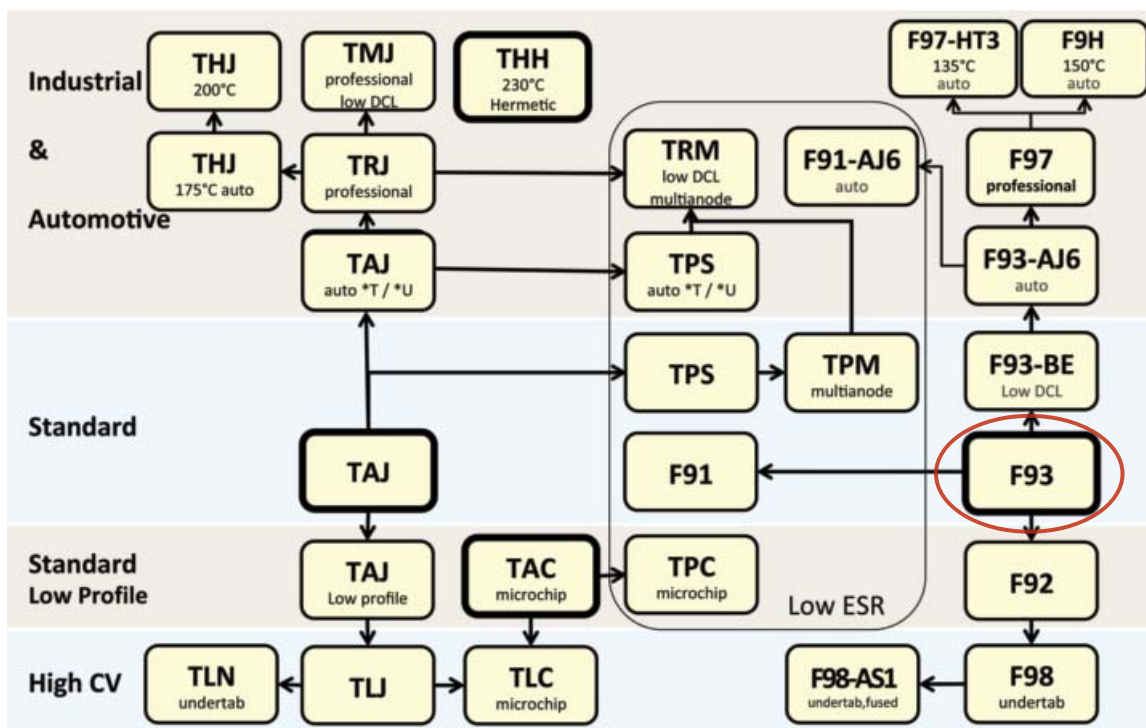 Industrial
&
Automotive
THJ
200°C
TMJ
professional
low DCL
THH
230°C
Hermetic
F97-HT3
135°C
auto
F9H
150°C
auto
THJ
175°C auto
TRJ
professional
TRM
low DCL
multianode
F91-AJ6
auto
F97
professional
TAJ
auto *T / *U
TPS
auto *T / *U
F93-AJ6
auto
Standard
TPS
TPM
multianode
F93-BE
Low DCL
TAJ
F91
F93
Standard
Low Profile
TAJ
Low profile
TAC
microchip
TPC
microchip
Low ESR
F92
High CV
TLN
undertab
TLJ
TLC
microchip
F98-AS1
undertab,fused
F98
undertab